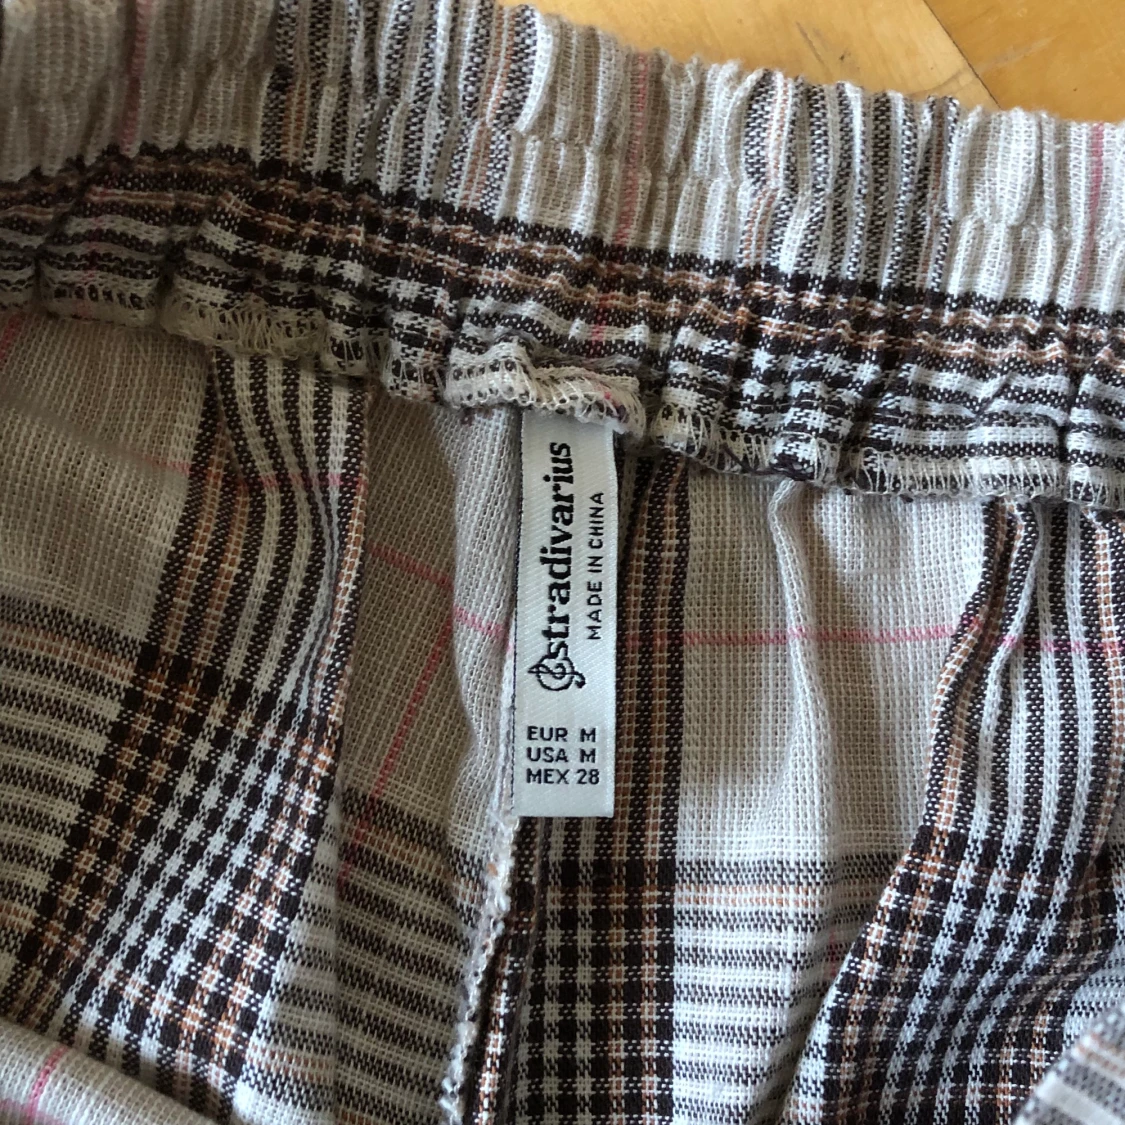 stradivarius
MADE IN CHINA
EUR M
USA M
MEX 28